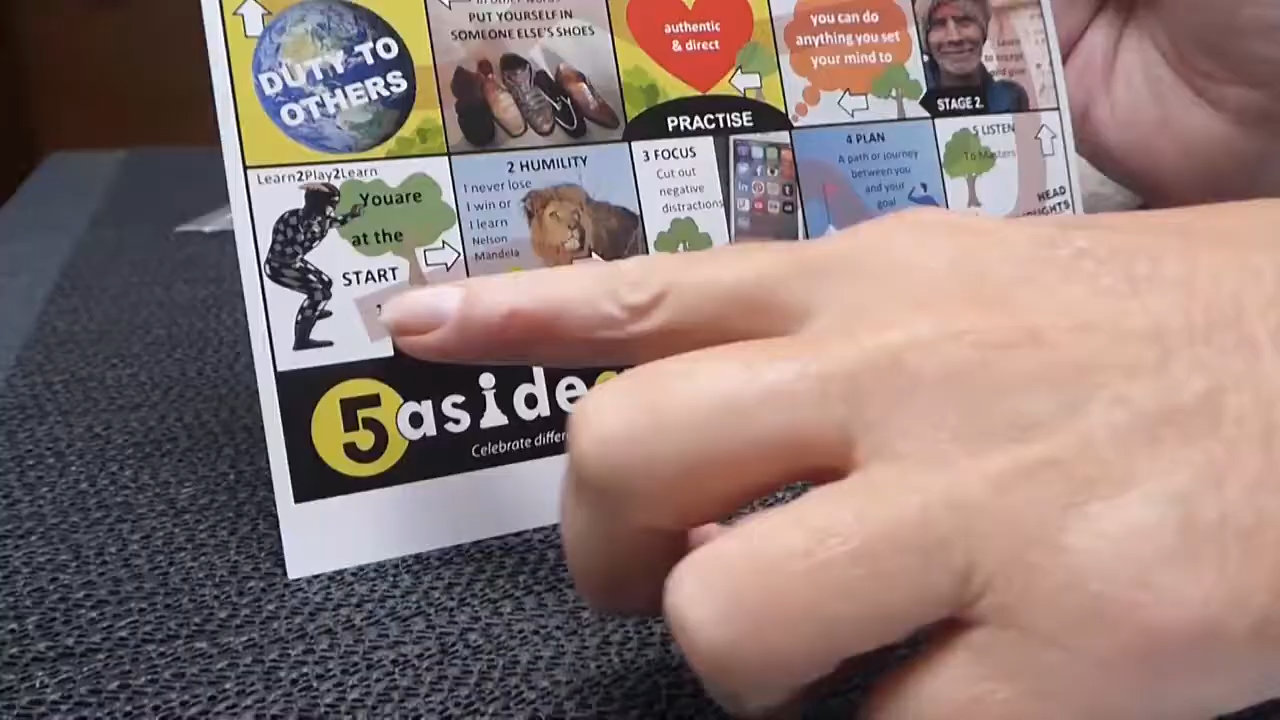 DUTY TO
OTHERS
PUT YOURSELF IN
SOMEONE ELSE'S SHOES
authentic
& direct
you can do
anything you set
your mind to
STAGE 2.
PRACTISE
Learn2Play2Learn
Youare
at the
START
2 HUMILITY
I never lose
I win or
I learn
Nelson
Mandela
3 FOCUS
Cut out
negative
distractions
4 PLAN
A path or journey
between you
and your
goal
5 LISTEN
To Masters
HEAD
5aside
Celebrate